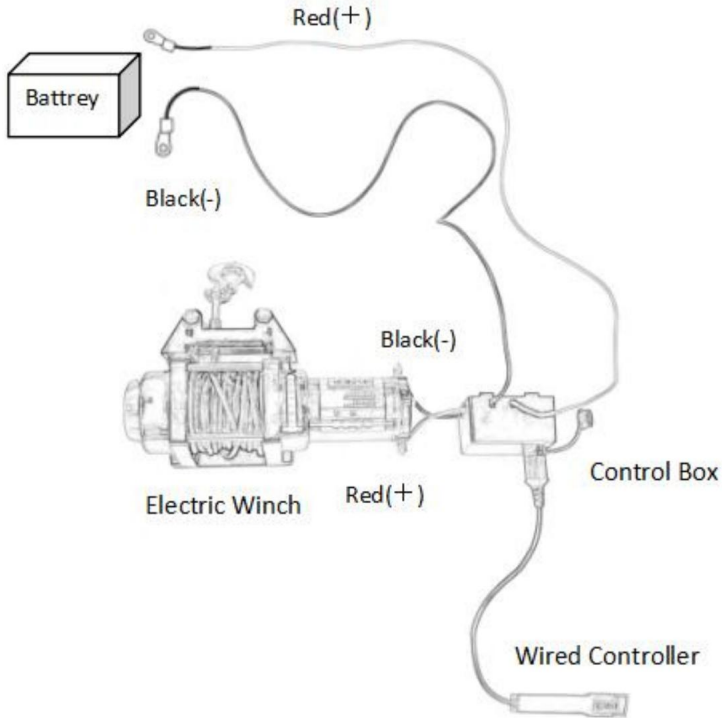 Red(+)
Battrey
Black(-)
Black(-)
Control Box
Red(+)
Electric Winch
Wired Controller